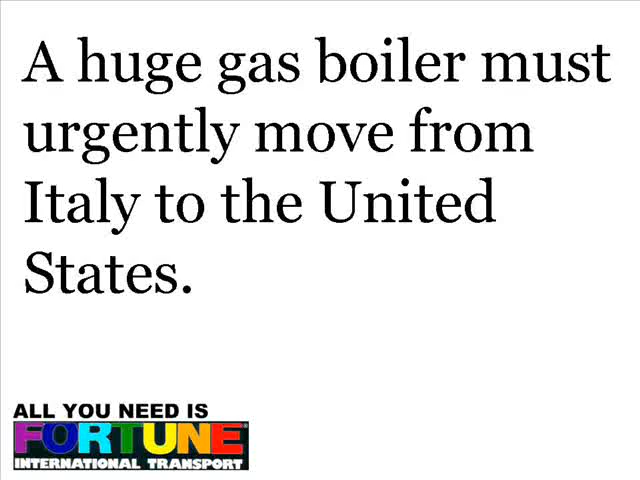 A huge gas boiler must
urgently move from
Italy to the United
States.
ALL YOU NEED IS
FORTUNE®
INTERNATIONAL TRANSPORT